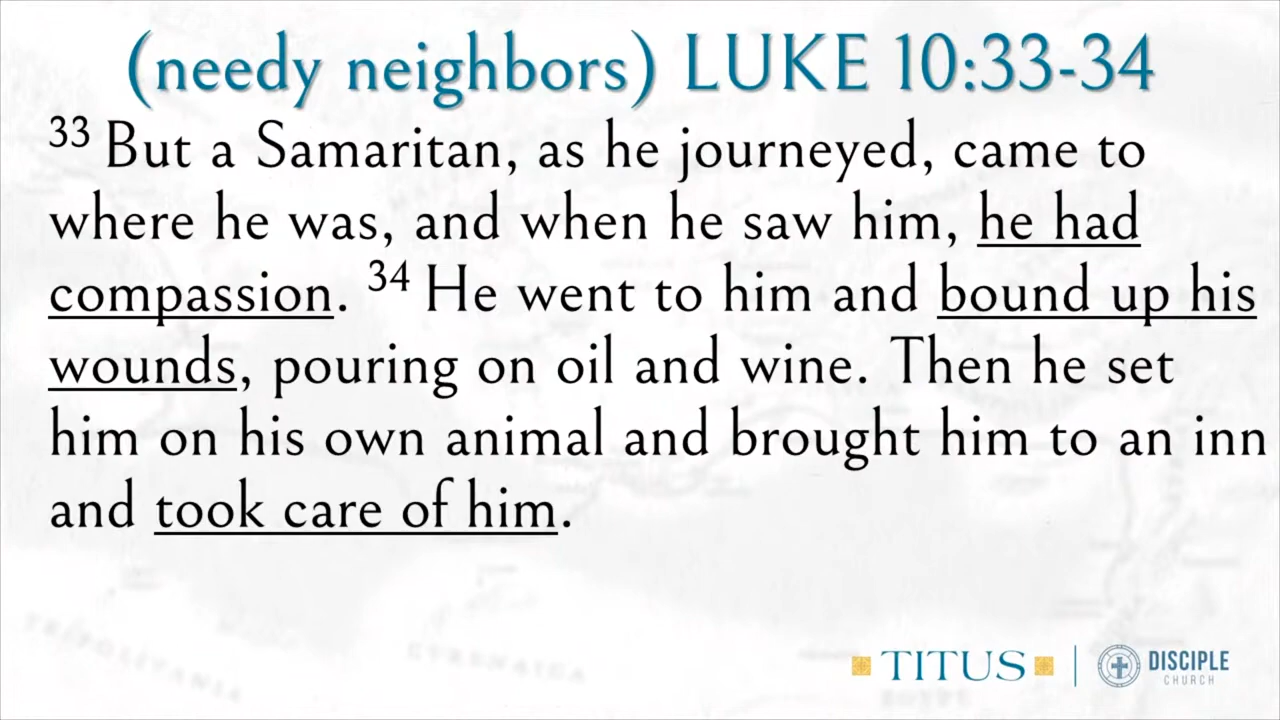 (needy neighbors) LUKE 10:33-34
33 But a Samaritan, as he journeyed, came to
where he was, and when he saw him, he had
compassion. 34 He went to him and bound up his
wounds, pouring on oil and wine. Then he set
him on his own animal and brought him to an inn
and took care of him.
TRIPOLITANIA
CYRENAICA
EGYPT
TITUS
DISCIPLE
CHURCH